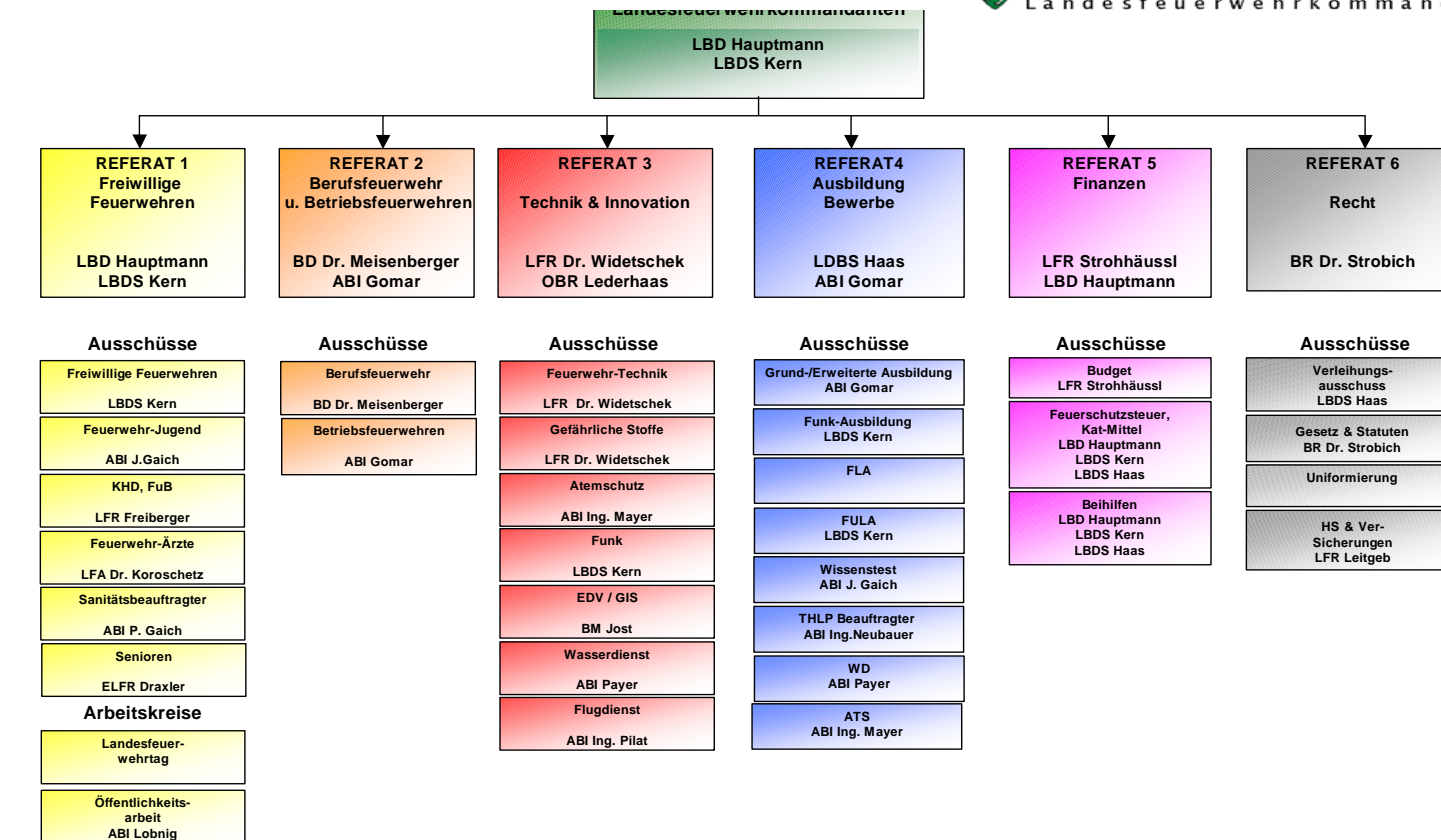 Landesfeuerwehrkommandanten
Landesfeuerwehrkomman
LBD Hauptmann
LBDS Kern
REFERAT 1
Freiwillige
Feuerwehren
LBD Hauptmann
LBDS Kern
REFERAT 2
Berufsfeuerwehr
u. Betriebsfeuerwehren
BD Dr. Meisenberger
ABI Gomar
REFERAT 3
Technik & Innovation
LFR Dr. Widetschek
OBR Lederhaas
REFERAT4
Ausbildung
Bewerbe
LDBS Haas
ABI Gomar
REFERAT 5
Finanzen
LFR Strohhäussl
LBD Hauptmann
REFERAT 6
Recht
BR Dr. Strobich
Ausschüsse
Freiwillige Feuerwehren
LBDS Kern
Feuerwehr-Jugend
ABI J.Gaich
KHD, FuB
LFR Freiberger
Feuerwehr-Ärzte
LFA Dr. Koroschetz
Sanitätsbeauftragter
ABI P. Gaich
Senioren
ELFR Draxler
Arbeitskreise
Landesfeuer-
wehrtag
Öffentlichkeits-
arbeit
ABI Lobnig
Ausschüsse
Berufsfeuerwehr
BD Dr. Meisenberger
Betriebsfeuerwehren
ABI Gomar
Ausschüsse
Feuerwehr-Technik
LFR Dr. Widetschek
Gefährliche Stoffe
LFR Dr. Widetschek
Atemschutz
ABI Ing. Mayer
Funk
LBDS Kern
EDV / GIS
BM Jost
Wasserdienst
ABI Payer
Flugdienst
ABI Ing. Pilat
Ausschüsse
Grund-/Erweiterte Ausbildung
ABI Gomar
Funk-Ausbildung
LBDS Kern
FLA
FULA
LBDS Kern
Wissenstest
ABI J. Gaich
THLP Beauftragter
ABI Ing.Neubauer
WD
ABI Payer
ATS
ABI Ing. Mayer
Ausschüsse
Budget
LFR Strohhäussl
Feuerschutzsteuer,
Kat-Mittel
LBD Hauptmann
LBDS Kern
LBDS Haas
Beihilfen
LBD Hauptmann
LBDS Kern
LBDS Haas
Ausschüsse
Verleihungs-
ausschuss
LBDS Haas
Gesetz & Statuten
BR Dr. Strobich
Uniformierung
HS & Ver-
Sicherungen
LFR Leitgeb